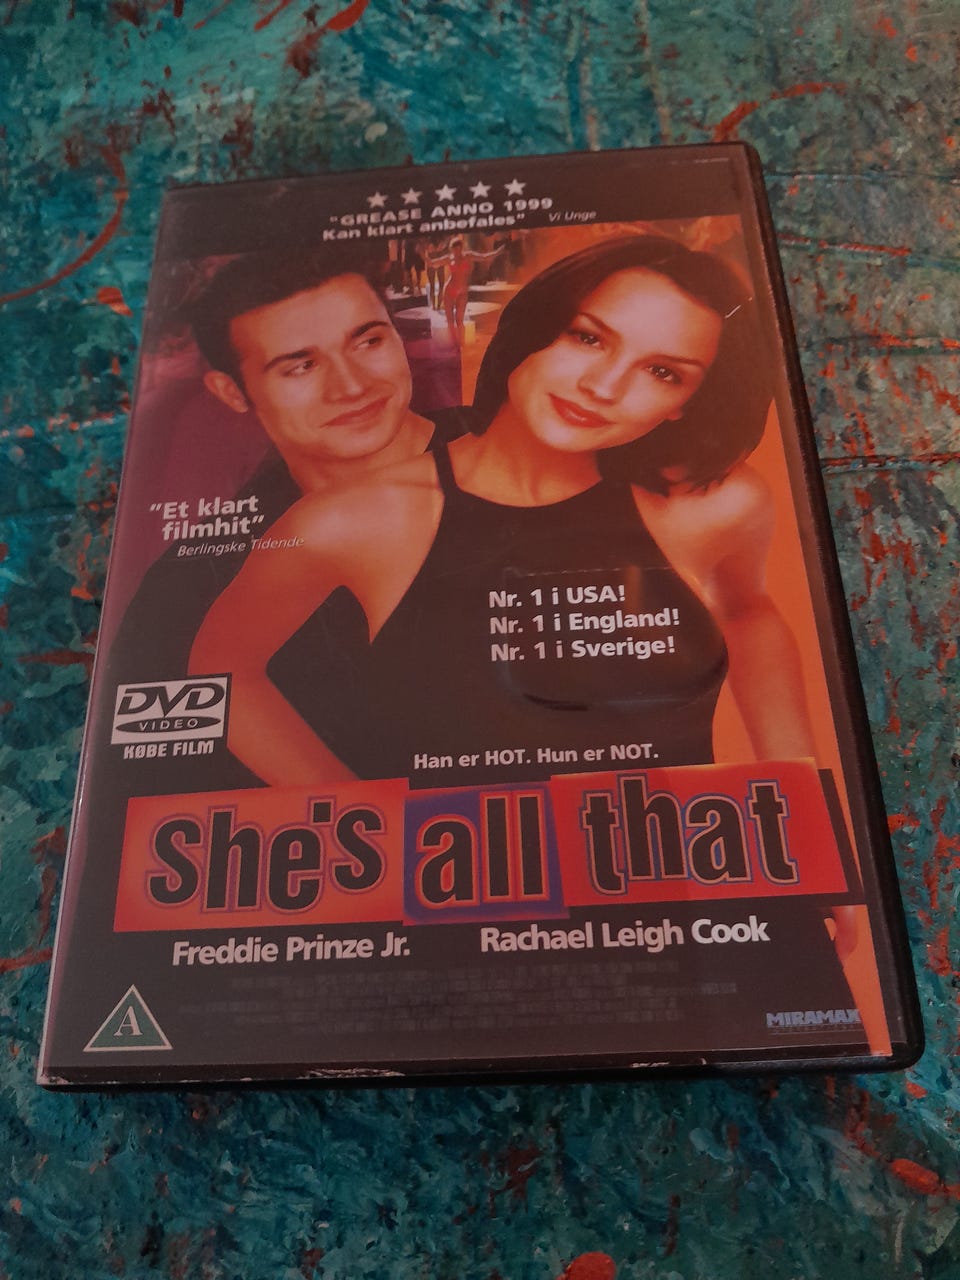 ★ ★ ★ ★ ★
"GREASE ANNO 1999
Kan klart anbefales" Vi Unge
"Et klart
filmhit"
Berlingske Tidende
Nr. 1 i USA!
Nr. 1 i England!
Nr. 1 i Sverige!
DVD
VIDEO
KØBE FILM
Han er HOT. Hun er NOT.
She's all that
Freddie Prinze Jr. Rachael Leigh Cook
A
MIRAMAX